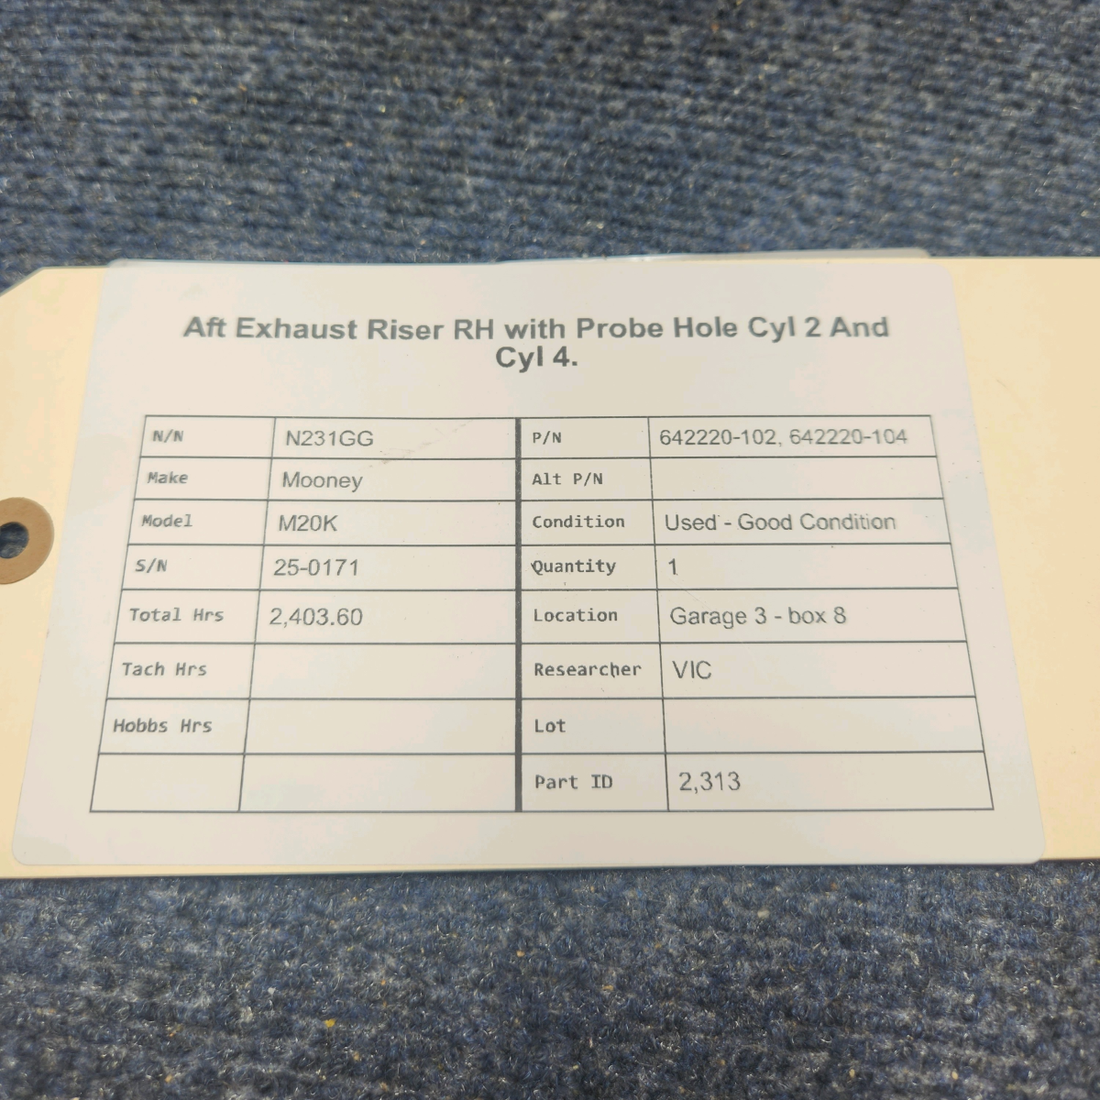 Aft Exhaust Riser RH with Probe Hole Cyl 2 And
Cyl 4.
N/N N231GG P/N 642220-102, 642220-104
Make Mooney Alt P/N
Model M20K Condition Used - Good Condition
S/N 25-0171 Quantity 1
Total Hrs 2,403.60 Location Garage 3 - box 8
Tach Hrs Researcher VIC
Hobbs Hrs Lot
Part ID 2,313